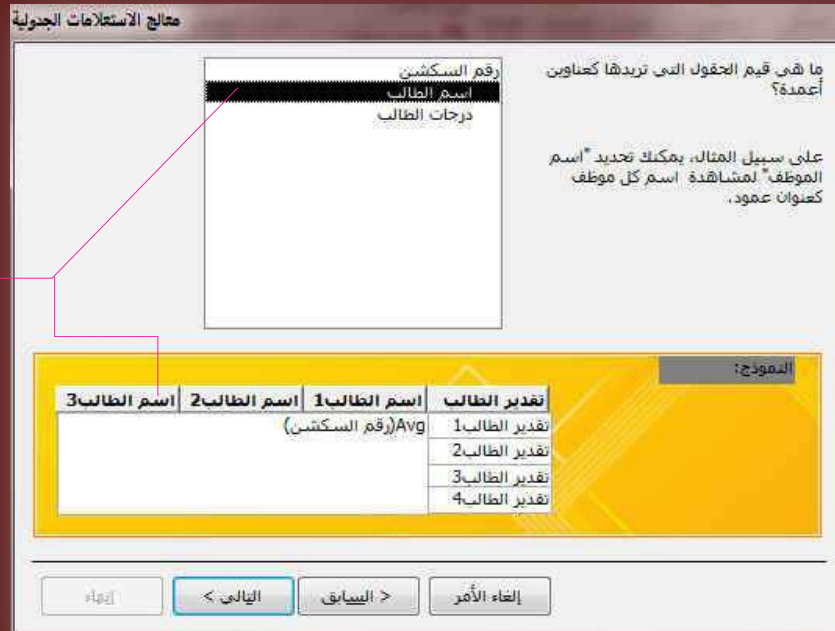 معالج الأستعلامات الجدولية
ما هي قيم الحقول التي تريدها كعناوين
أعمدة؟
على سبيل المثال، يمكنك تحديد "اسم
الموظف" لمشاهدة اسم كل موظف
كعنوان عمود.
رقم السكشن
اسم الطالب
درجات الطالب
النموذج:
تقدير الطالب اسم الطالب1 اسم الطالب2 اسم الطالب3
تقدير الطالب1 Avg(رقم السكشن)
تقدير الطالب2
تقدير الطالب3
تقدير الطالب4
إلغاء الأمر < السابق التالي > إنهاء